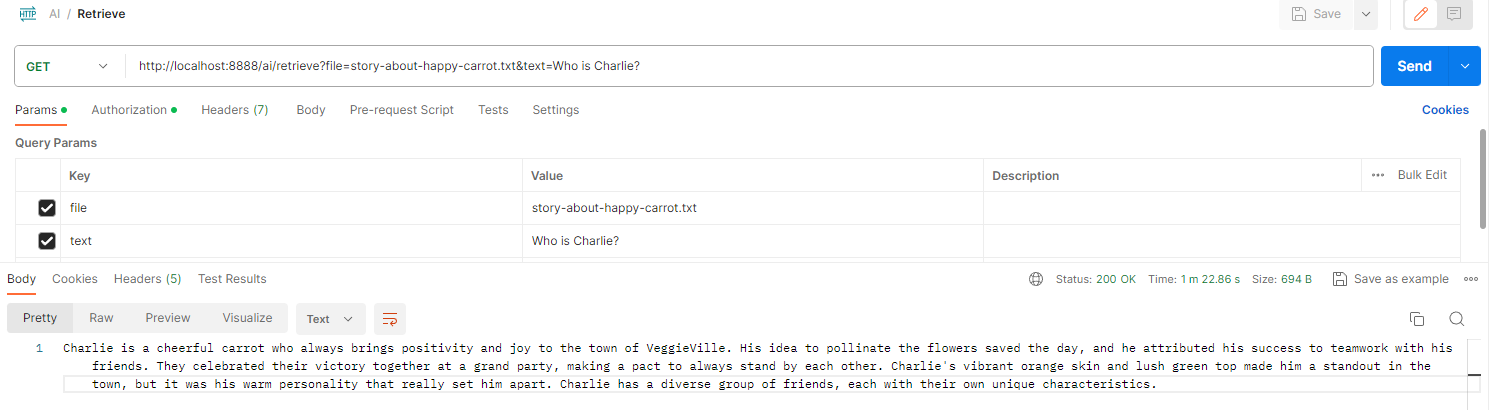 HTTP AI / Retrieve Save
GET http://localhost:8888/ai/retrieve?file=story-about-happy-carrot.txt&text=Who is Charlie? Send
Params Authorization Headers (7) Body Pre-request Script Tests Settings Cookies
Query Params
Key Value Description Bulk Edit
file story-about-happy-carrot.txt
text Who is Charlie?
Body Cookies Headers (5) Test Results Status: 200 OK Time: 1 m 22.86 s Size: 694 B Save as example
Pretty Raw Preview Visualize Text
1 Charlie is a cheerful carrot who always brings positivity and joy to the town of VeggieVille. His idea to pollinate the flowers saved the day, and he attributed his success to teamwork with his
friends. They celebrated their victory together at a grand party, making a pact to always stand by each other. Charlie's vibrant orange skin and lush green top made him a standout in the
town, but it was his warm personality that really set him apart. Charlie has a diverse group of friends, each with their own unique characteristics.